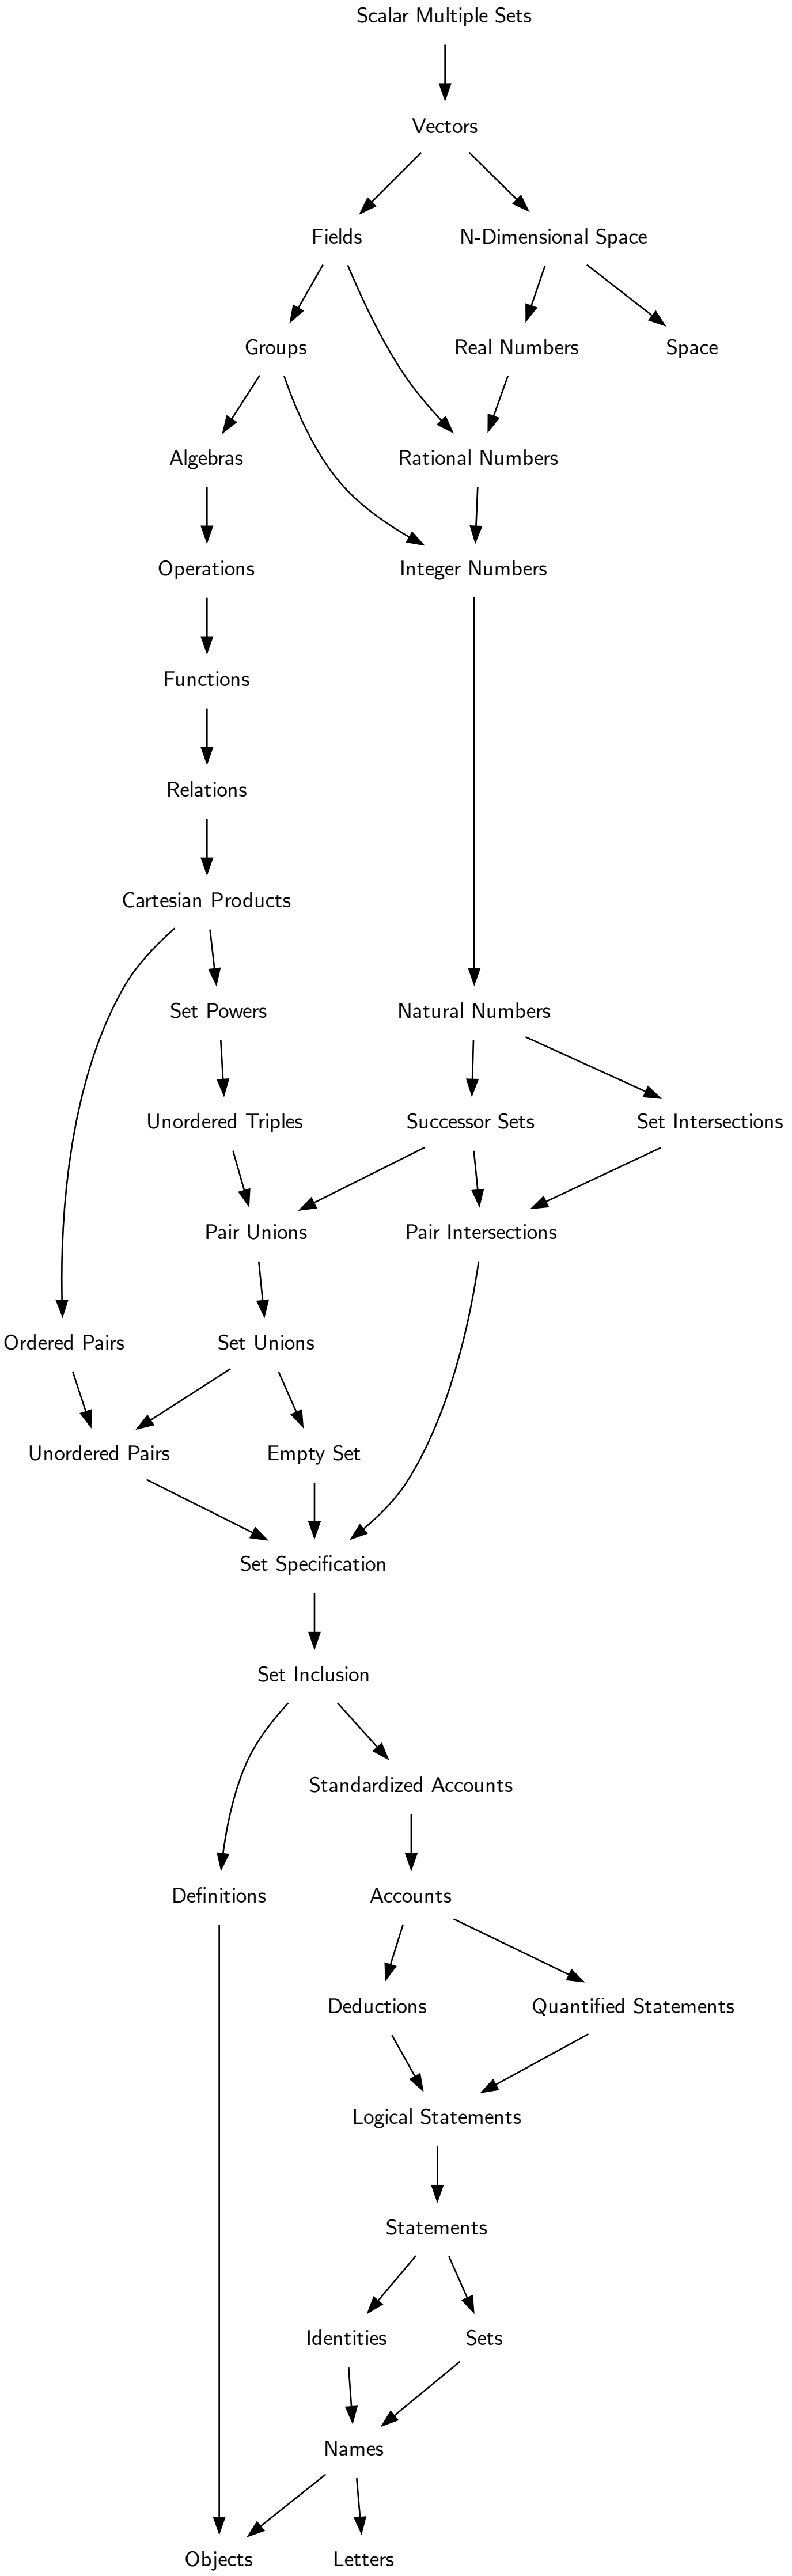 Scalar Multiple Sets
Vectors
Fields
N-Dimensional Space
Groups
Real Numbers
Space
Algebras
Rational Numbers
Operations
Integer Numbers
Functions
Relations
Cartesian Products
Set Powers
Natural Numbers
Unordered Triples
Successor Sets
Set Intersections
Pair Unions
Pair Intersections
Ordered Pairs
Set Unions
Unordered Pairs
Empty Set
Set Specification
Set Inclusion
Standardized Accounts
Definitions
Accounts
Deductions
Quantified Statements
Logical Statements
Statements
Identities
Sets
Names
Objects
Letters